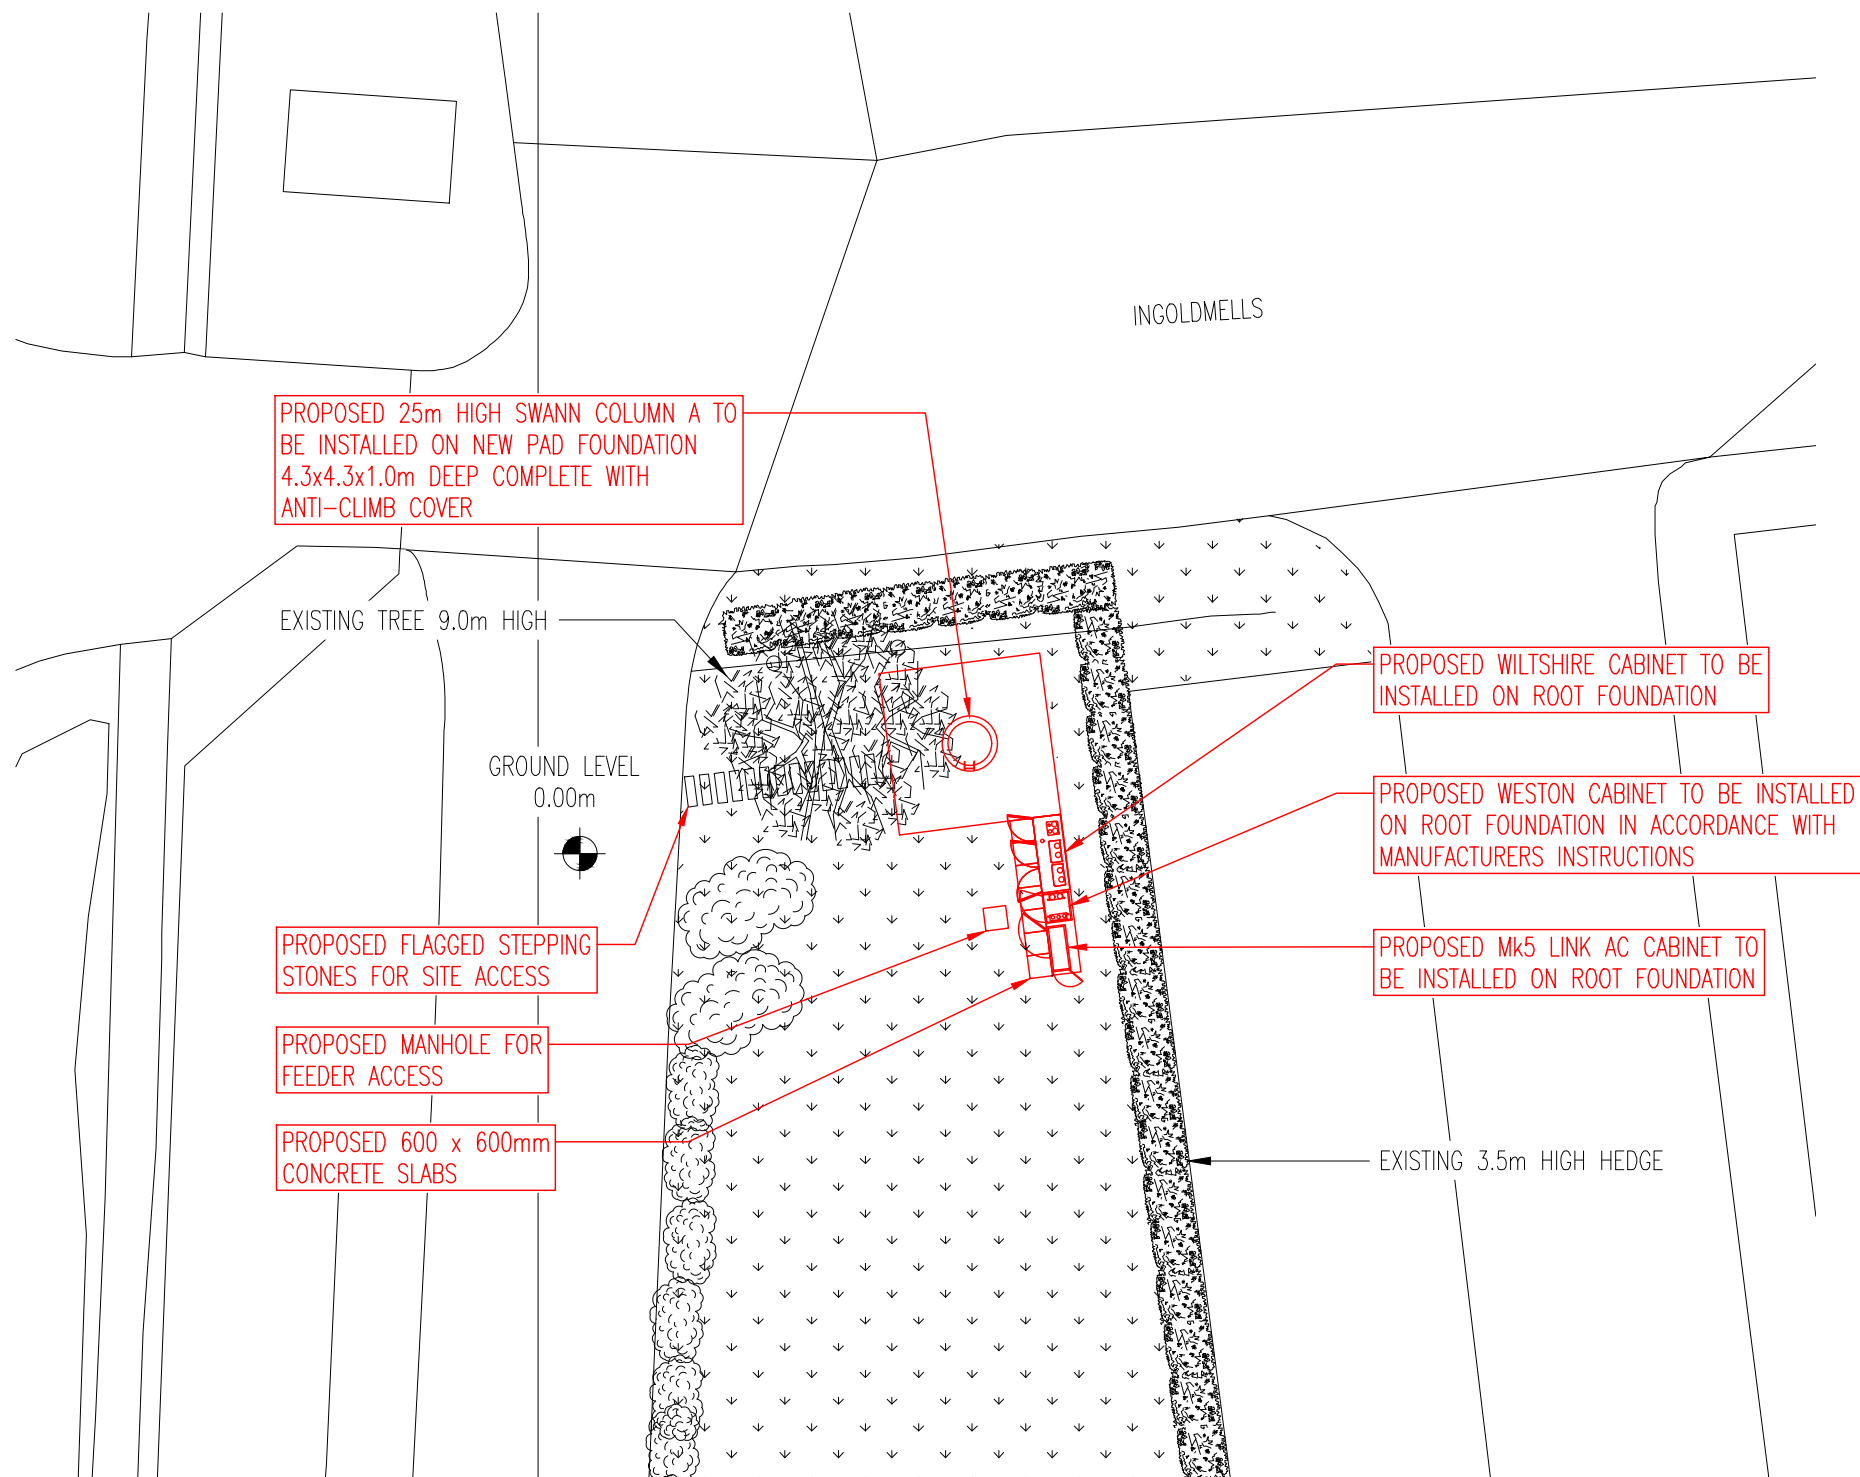 INGOLDMELLS
PROPOSED 25m HIGH SWANN COLUMN A TO
BE INSTALLED ON NEW PAD FOUNDATION
4.3x4.3x1.0m DEEP COMPLETE WITH
ANTI-CLIMB COVER
EXISTING TREE 9.0m HIGH
GROUND LEVEL
0.00m
PROPOSED FLAGGED STEPPING
STONES FOR SITE ACCESS
PROPOSED MANHOLE FOR
FEEDER ACCESS
PROPOSED 600 x 600mm
CONCRETE SLABS
PROPOSED WILTSHIRE CABINET TO BE
INSTALLED ON ROOT FOUNDATION
PROPOSED WESTON CABINET TO BE INSTALLED
ON ROOT FOUNDATION IN ACCORDANCE WITH
MANUFACTURERS INSTRUCTIONS
PROPOSED Mk5 LINK AC CABINET TO
BE INSTALLED ON ROOT FOUNDATION
EXISTING 3.5m HIGH HEDGE